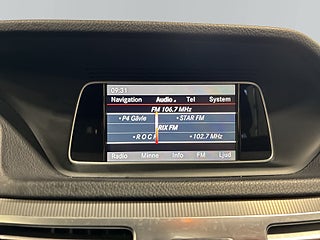 09:31
Navigation Audio Tel System
FM 106.7 MHz
P4 Gävle STAR FM
RIX FM
ROCK 102.7 MHz
Radio Minne Info FM Ljud